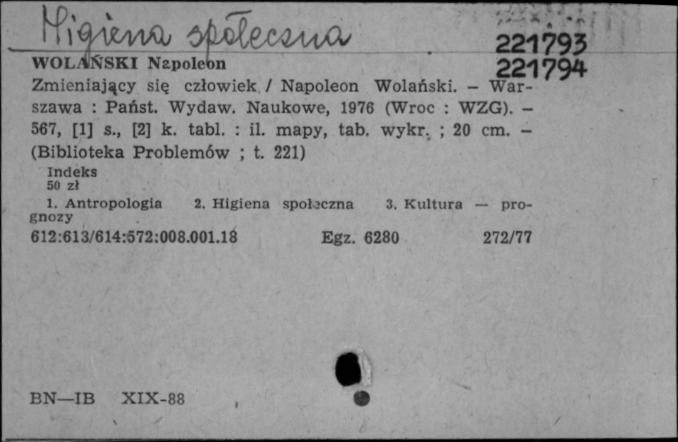 Higiena społeczna
221793
WOLAŃSKI Napoleon
221794
Zmieniający się człowiek / Napoleon Wolański. — War-
szawa : Państ. Wydaw. Naukowe, 1976 (Wroc : WZG). —
567, [1] s., [2] k. tabl. : il. mapy, tab. wykr. ; 20 cm. —
(Biblioteka Problemów ; t. 221)
Indeks
50 zł
1. Antropologia 2. Higiena społeczna 3. Kultura — pro-
gnozy
612:613/614:572:008.001.18 Egz. 6280 272/77
BN—IB XIX-88